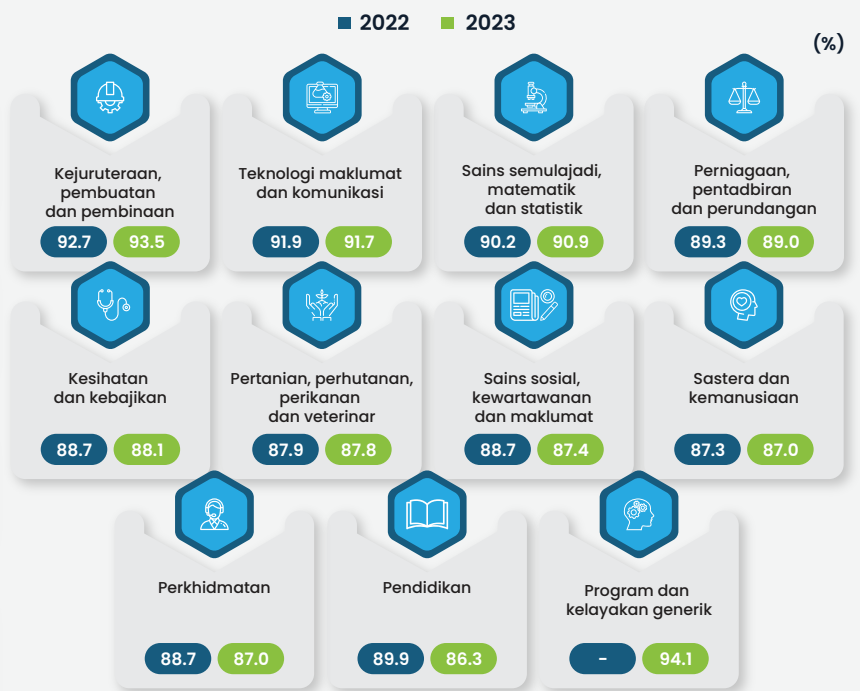 2022 2023
(%)
Kejuruteraan,
pembuatan
dan pembinaan
92.7 93.5
Teknologi maklumat
dan komunikasi
91.9 91.7
Sains semulajadi,
matematik
dan statistik
90.2 90.9
Perniagaan,
pentadbiran
dan perundangan
89.3 89.0
Kesihatan
dan kebajikan
88.7 88.1
Pertanian, perhutanan,
perikanan
dan veterinar
87.9 87.8
Sains sosial,
kewartawanan
dan maklumat
88.7 87.4
Sastera dan
kemanusiaan
87.3 87.0
Perkhidmatan
88.7 87.0
Pendidikan
89.9 86.3
Program dan
kelayakan generik
- 94.1